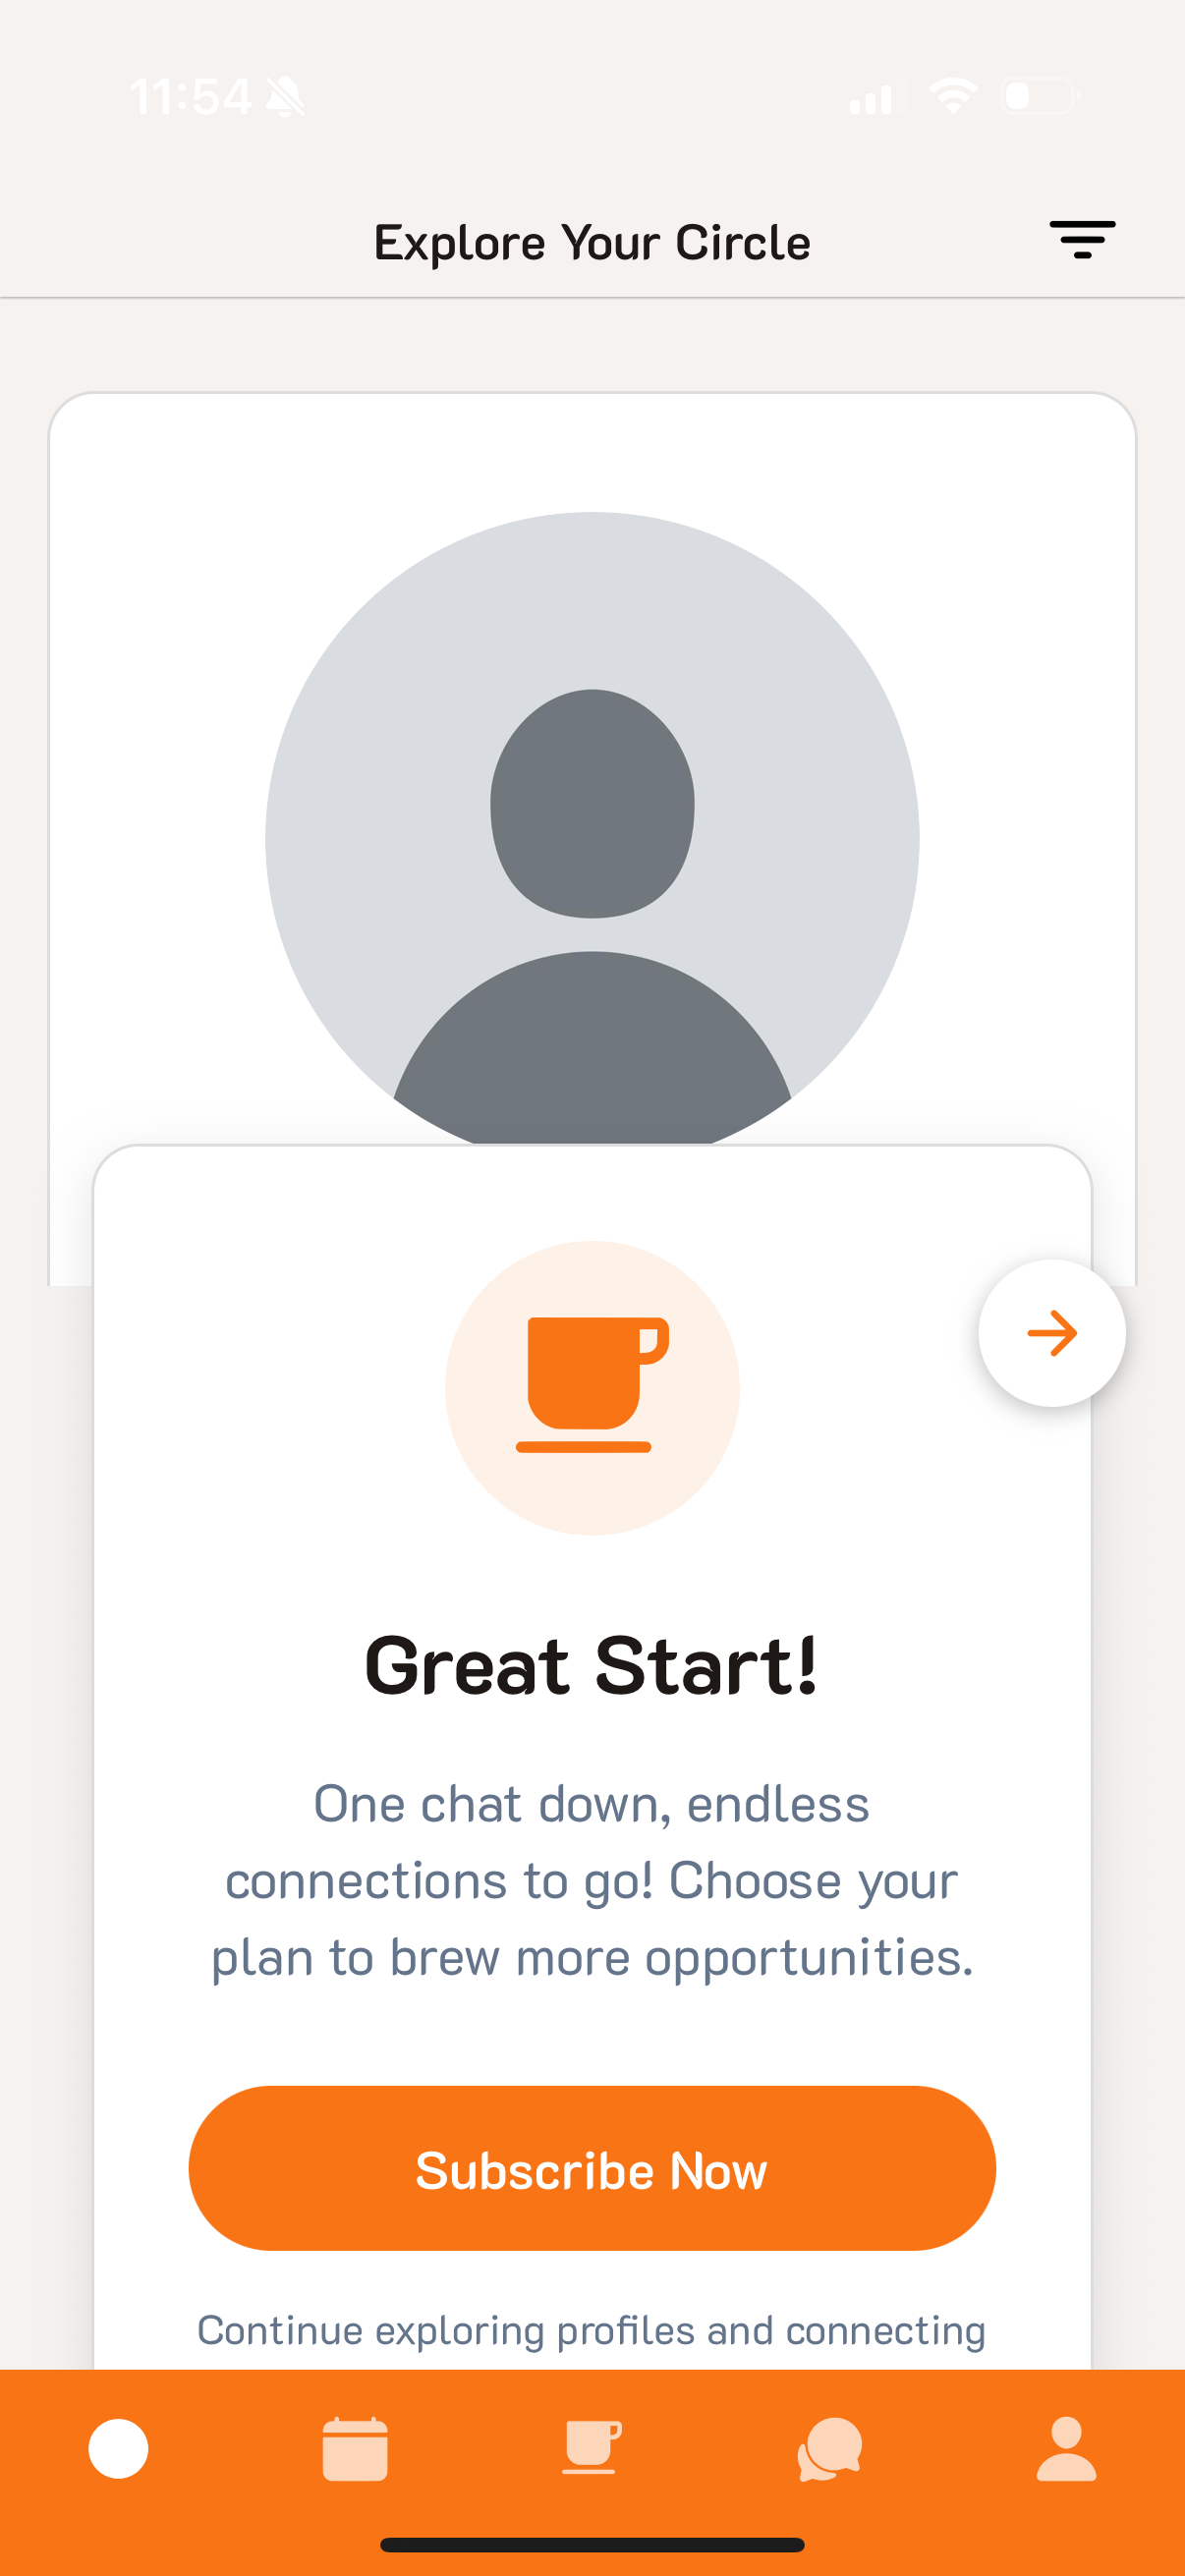 11:54
Explore Your Circle
Great Start!
One chat down, endless
connections to go! Choose your
plan to brew more opportunities.
Subscribe Now
Continue exploring profiles and connecting